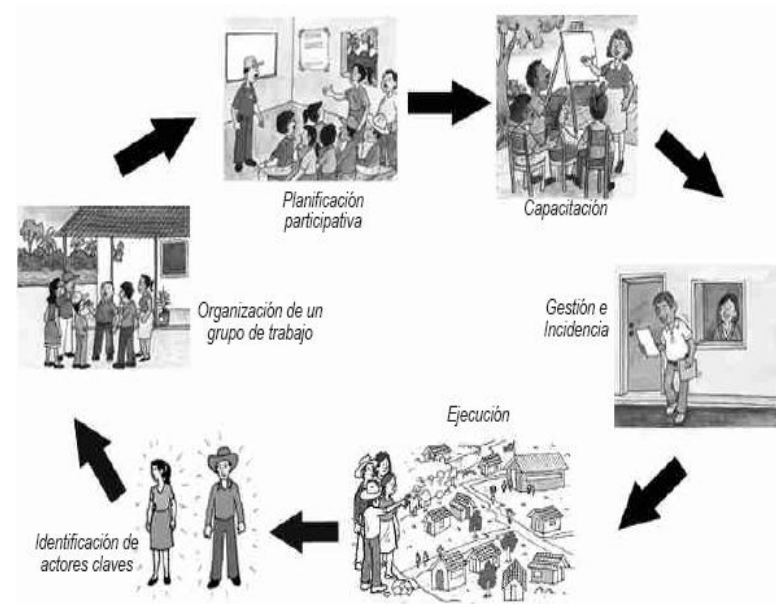 Planificación
participativa
Capacitación
Organización de un
grupo de trabajo
Gestión e
Incidencia
Ejecución
Identificación de
actores claves